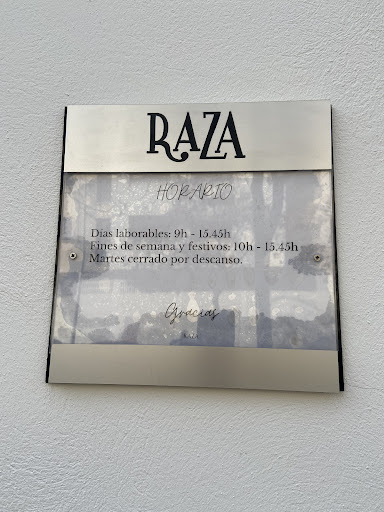 RAZA
HORARIO
Días laborables: 9h - 15.45h
Fines de semana y festivos: 10h - 15.45h
Martes cerrado por descanso.
Gracias